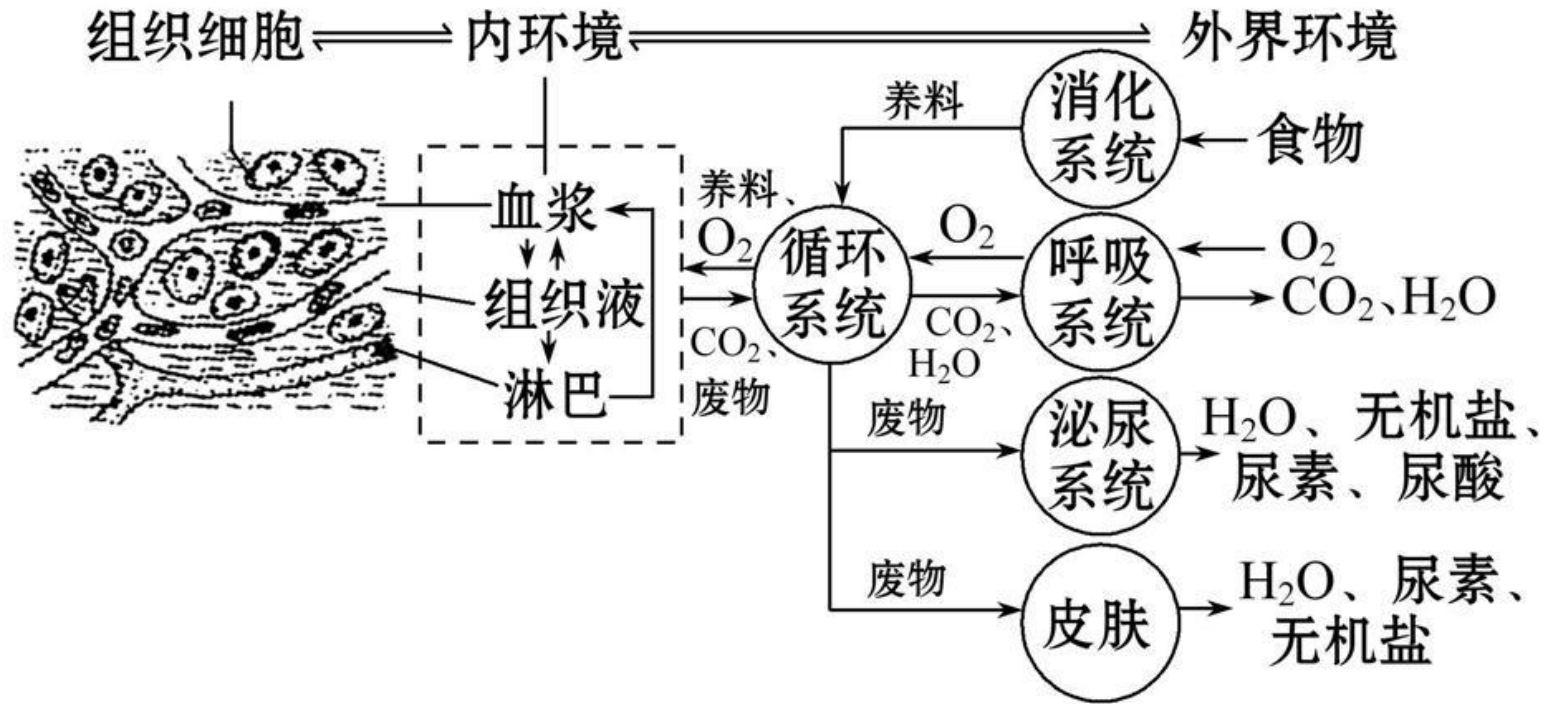 组织细胞 内环境 外界环境
养料
消化
系统
食物
血浆
组织液
淋巴
养料、
O₂
CO₂、
废物
循环
系统
O₂
CO₂、
H₂O
呼吸
系统
O₂
CO₂、H₂O
废物
泌尿
系统
H₂O、无机盐、
尿素、尿酸
废物
皮肤
H₂O、尿素、
无机盐